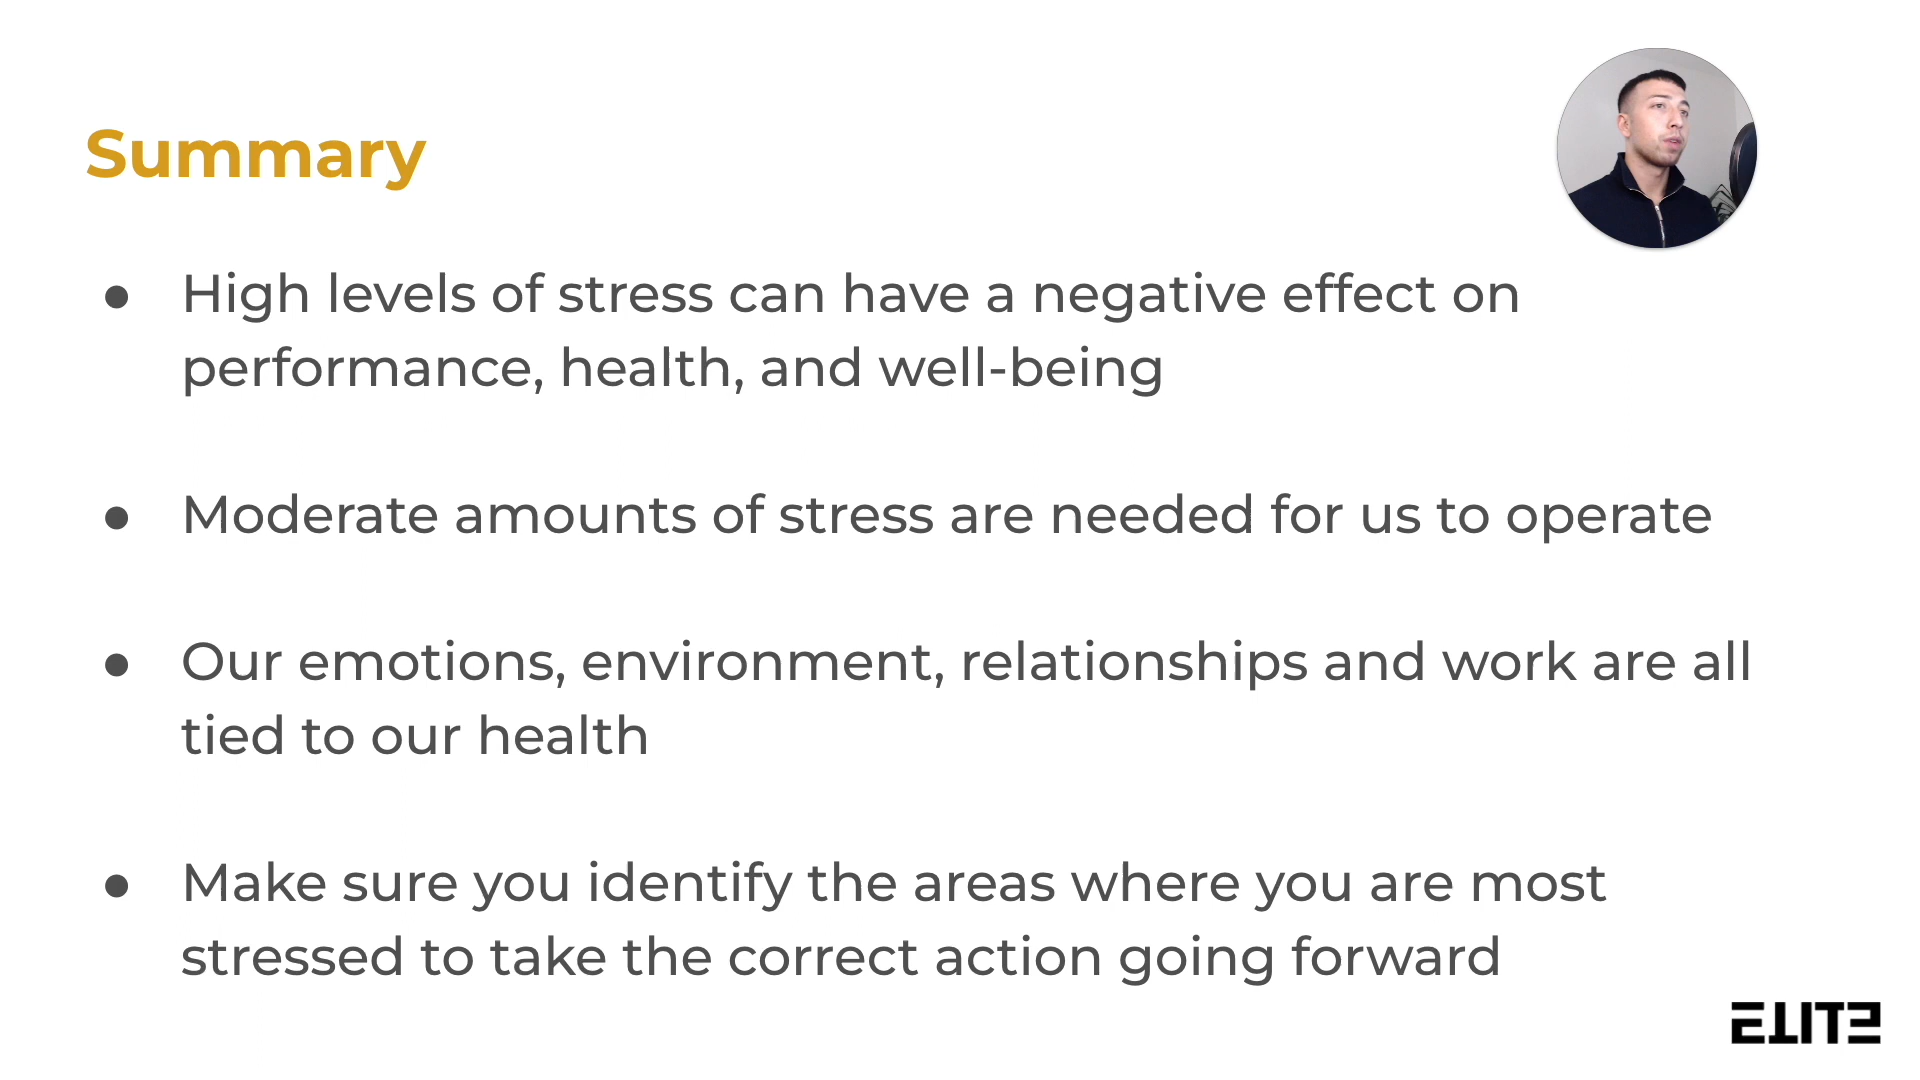 Summary
● High levels of stress can have a negative effect on
performance, health, and well-being
● Moderate amounts of stress are needed for us to operate
● Our emotions, environment, relationships and work are all
tied to our health
● Make sure you identify the areas where you are most
stressed to take the correct action going forward
ELITE